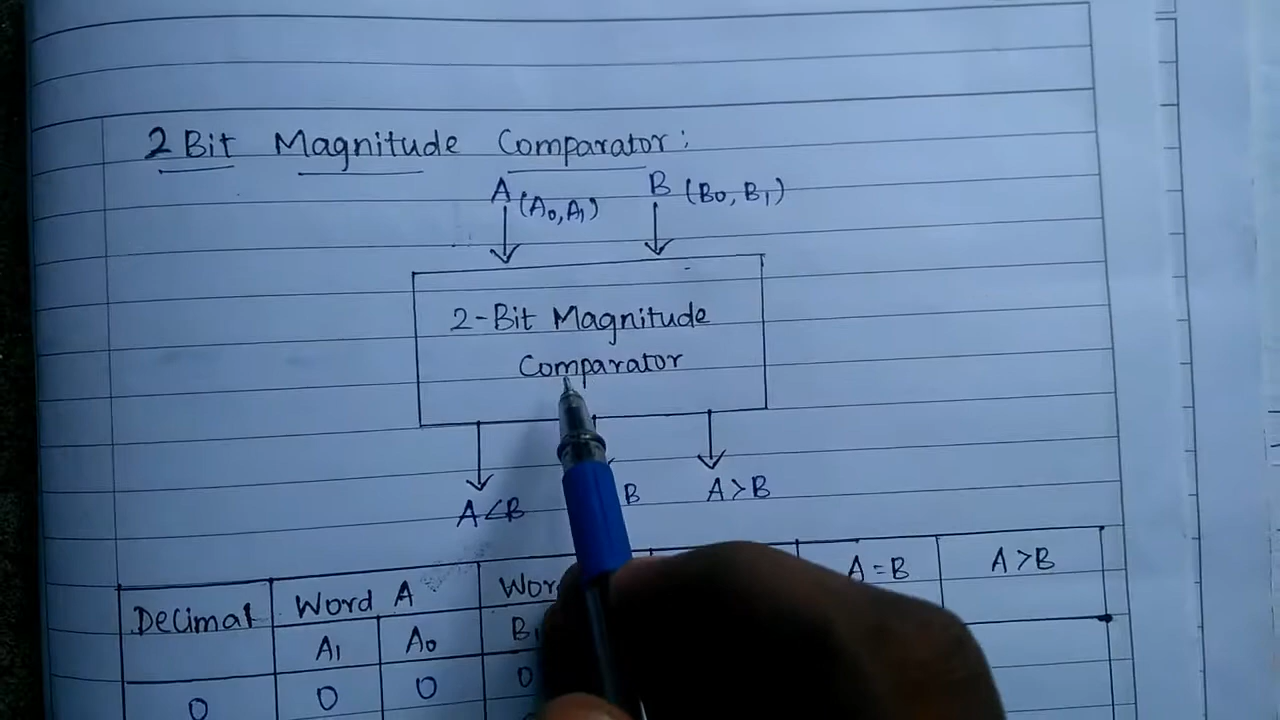 2 Bit Magnitude Comparator:
A (A0, A1) B (B0, B1)
2-Bit Magnitude
Comparator
A<B B A>B
Decimal Word A A=B A>B
A1 A0 B1
0 0 0 0